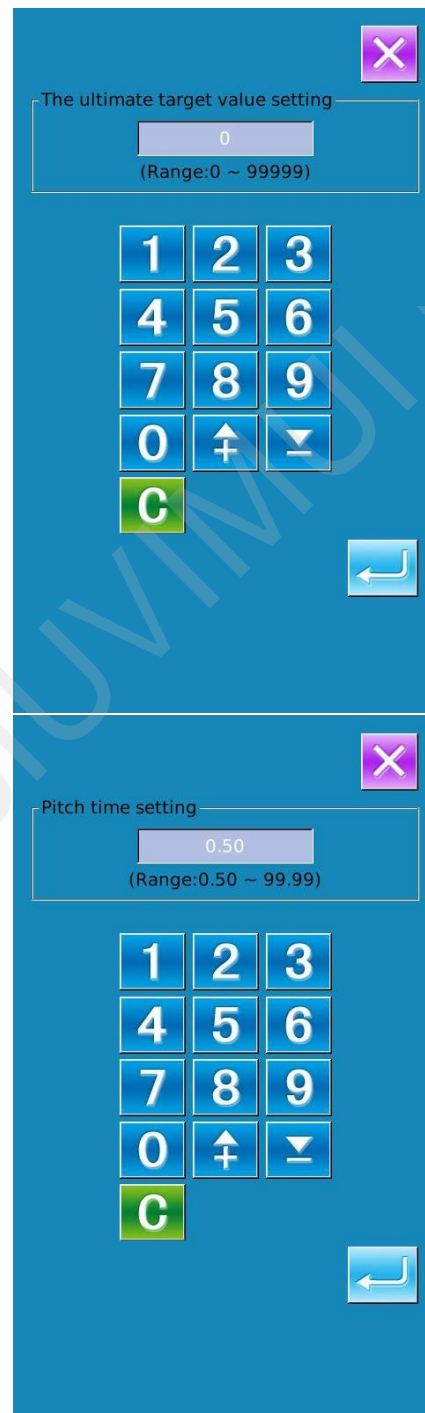 The ultimate target value setting
0
(Range:0 ~ 99999)
1 2 3
4 5 6
7 8 9
0
C
Pitch time setting
0.50
(Range:0.50 ~ 99.99)
1 2 3
4 5 6
7 8 9
0
C